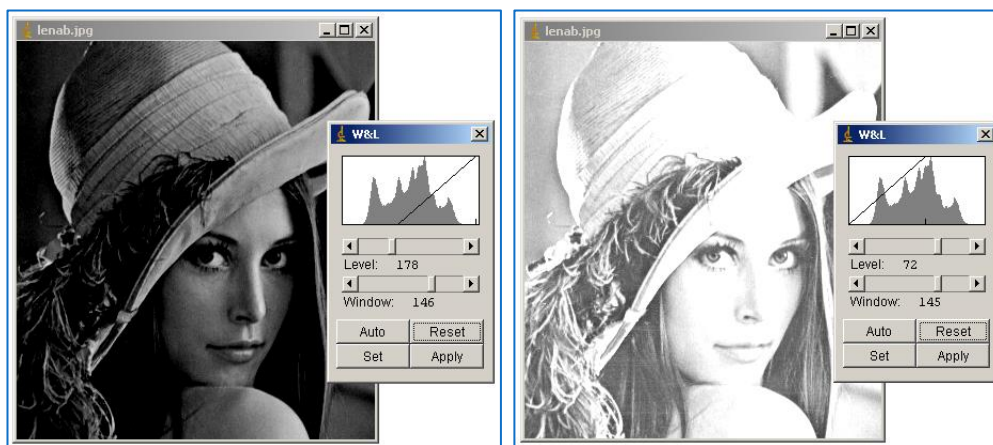 lenab.jpg
W&L
Level: 178
Window: 146
Auto Reset
Set Apply
lenab.jpg
W&L
Level: 72
Window: 145
Auto Reset
Set Apply